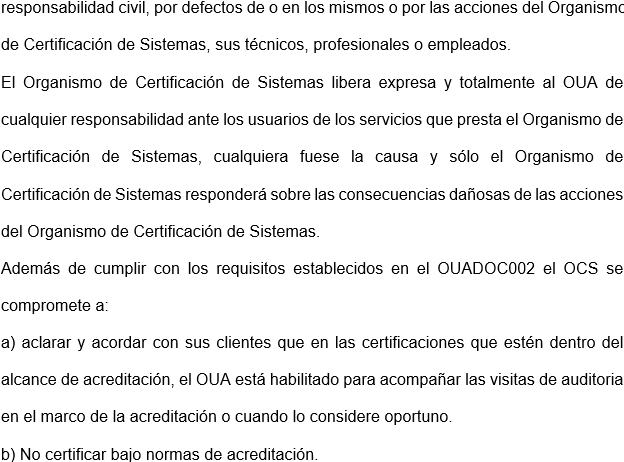 responsabilidad civil, por defectos de o en los mismos o por las acciones del Organismo
de Certificación de Sistemas, sus técnicos, profesionales o empleados.
El Organismo de Certificación de Sistemas libera expresa y totalmente al OUA de
cualquier responsabilidad ante los usuarios de los servicios que presta el Organismo de
Certificación de Sistemas, cualquiera fuese la causa y sólo el Organismo de
Certificación de Sistemas responderá sobre las consecuencias dañosas de las acciones
del Organismo de Certificación de Sistemas.
Además de cumplir con los requisitos establecidos en el OUADOC002 el OCS se
compromete a:
a) aclarar y acordar con sus clientes que en las certificaciones que estén dentro del
alcance de acreditación, el OUA está habilitado para acompañar las visitas de auditoria
en el marco de la acreditación o cuando lo considere oportuno.
b) No certificar bajo normas de acreditación.